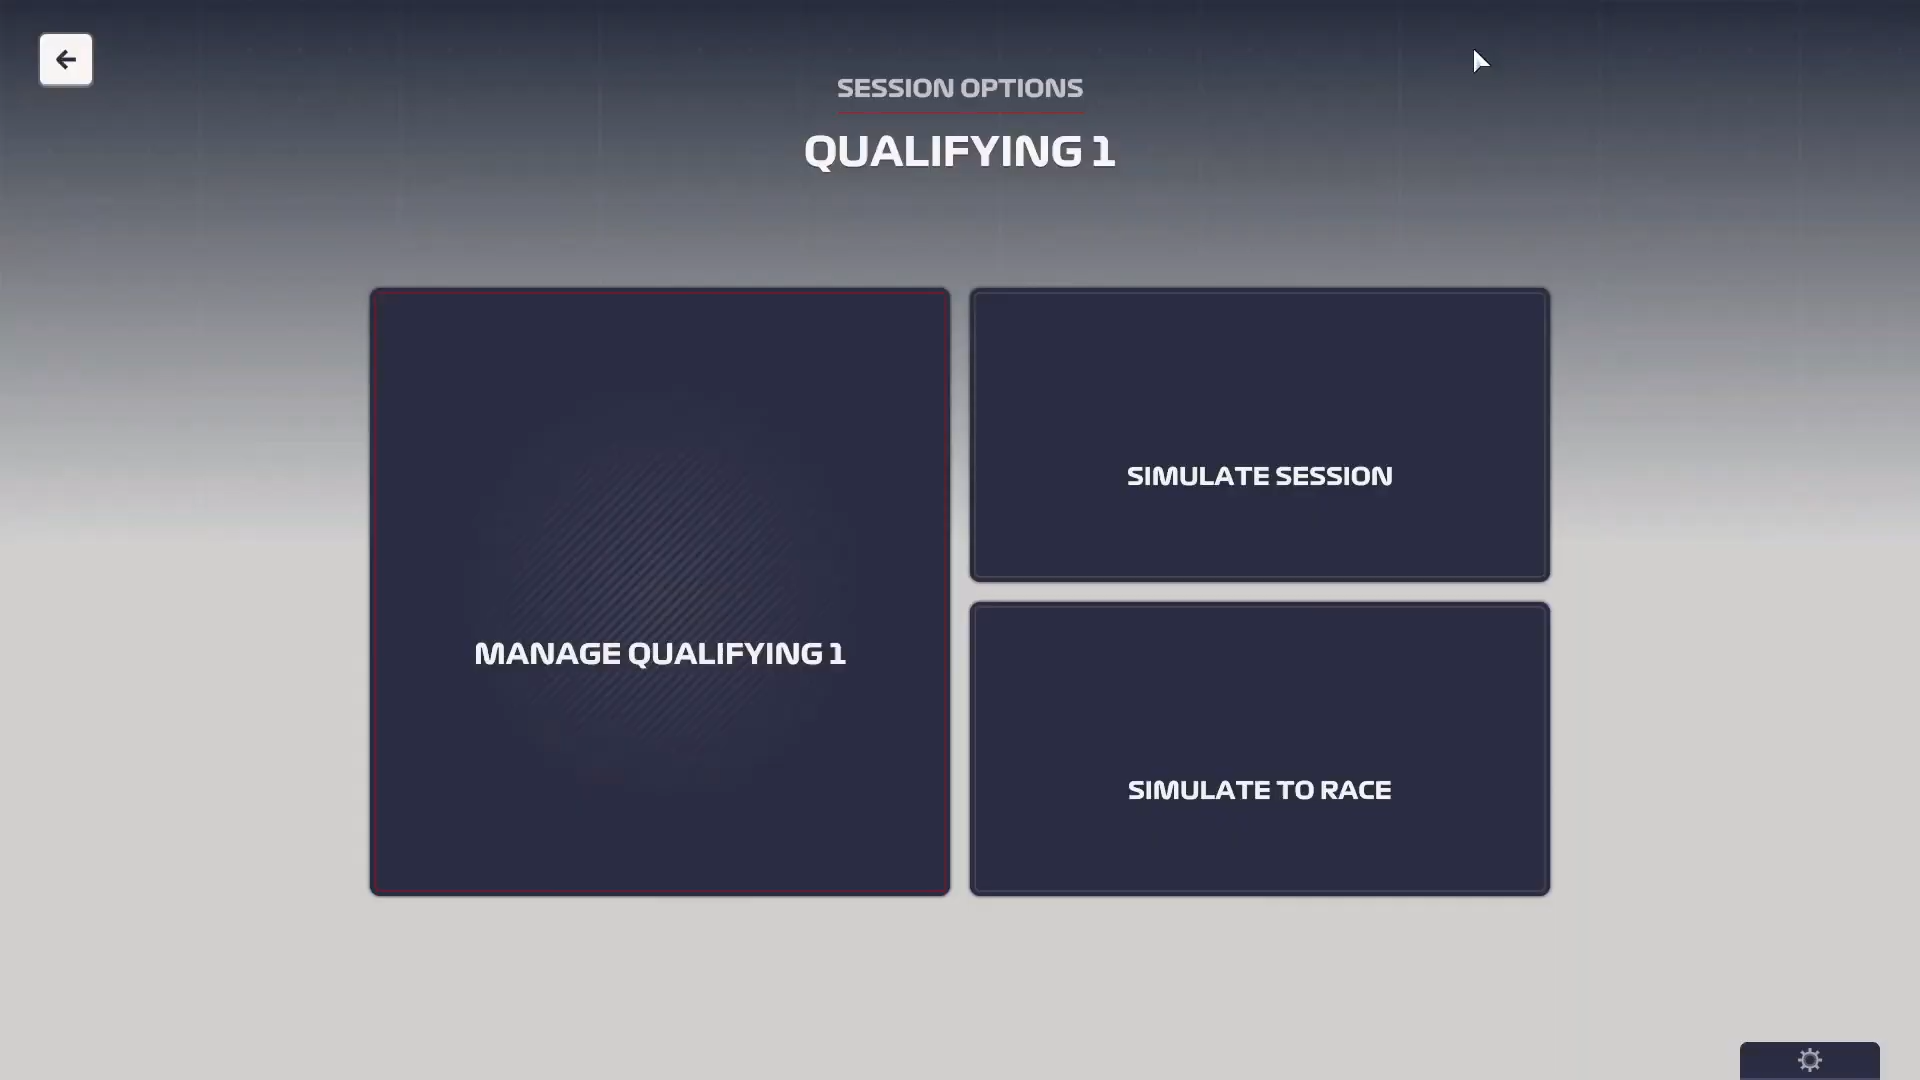 SESSION OPTIONS
QUALIFYING 1
MANAGE QUALIFYING 1
SIMULATE SESSION
SIMULATE TO RACE